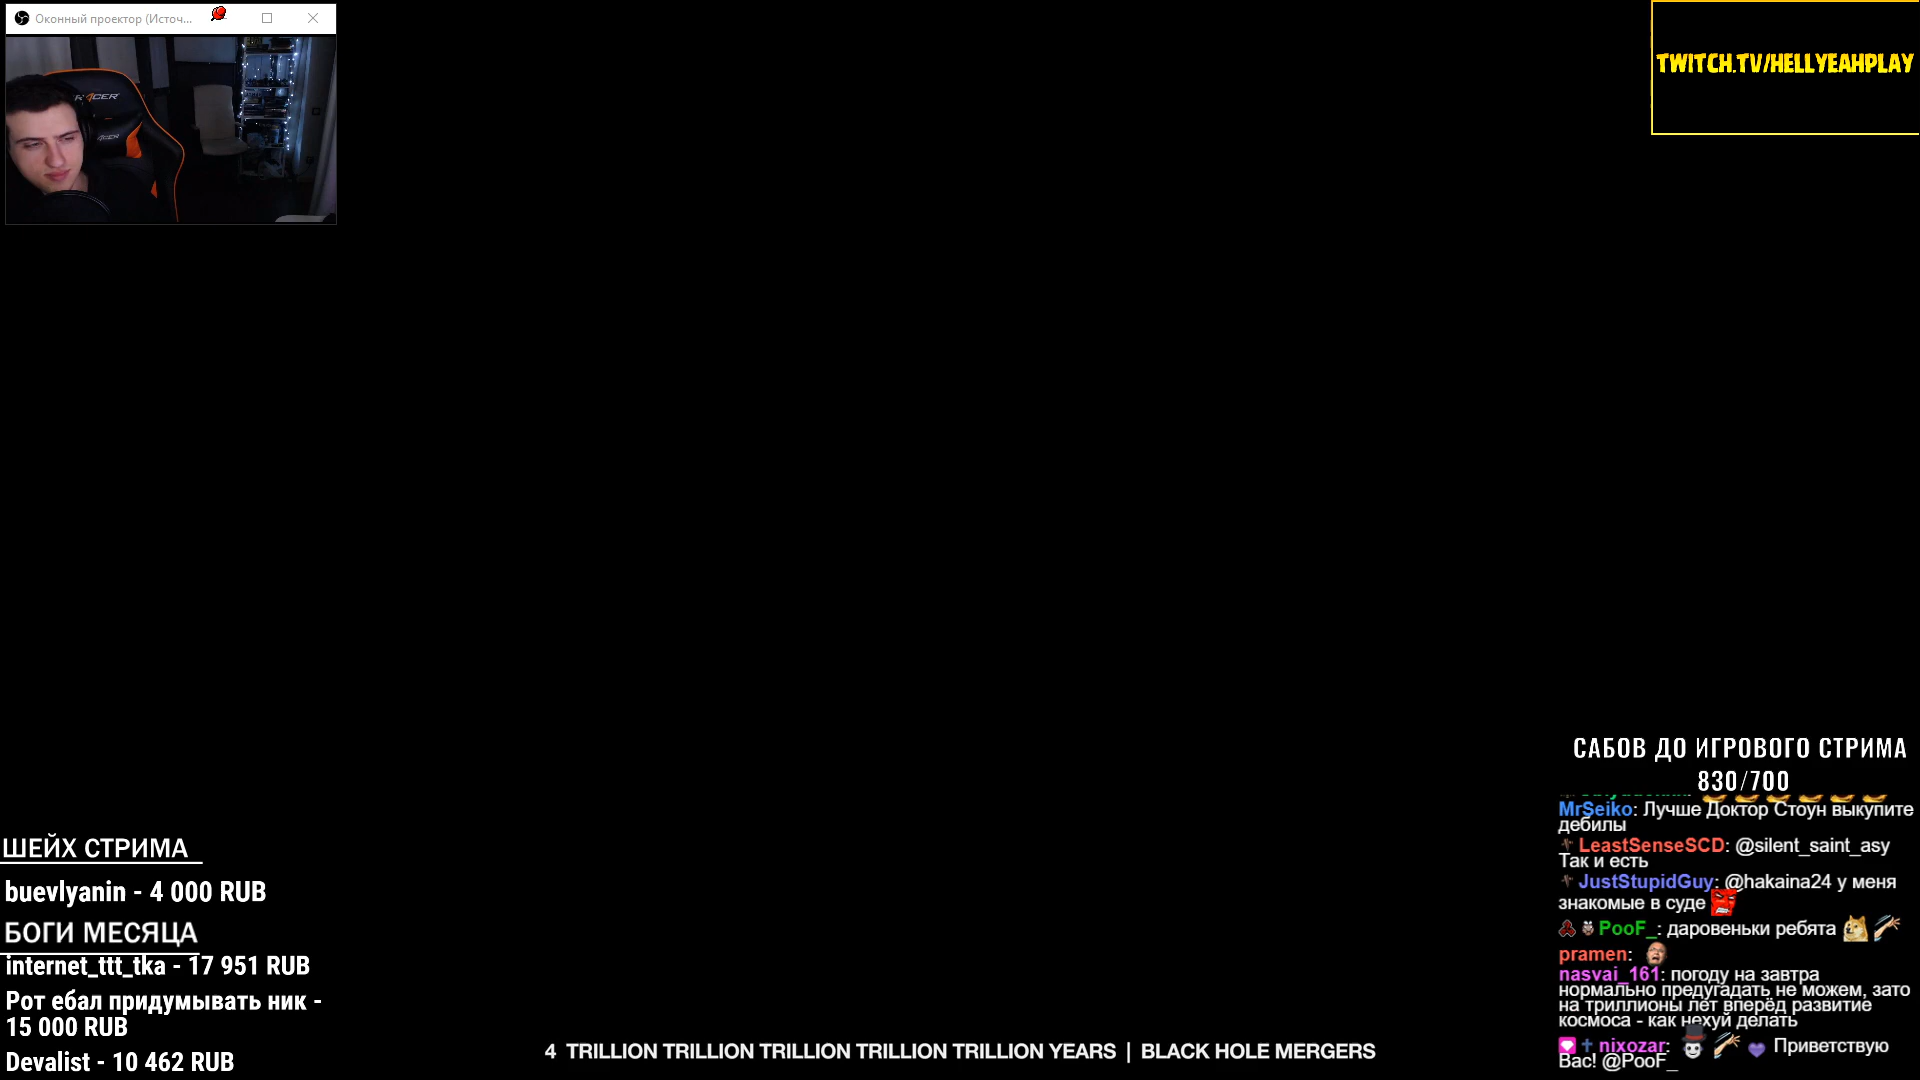 Оконный проектор (Источ...
TWITCH.TV/HELLYEAHPLAY
САБОВ ДО ИГРОВОГО СТРИМА
830/700
MrSeiko: Лучше Доктор Стоун выкупите
дебилы
LeastSenseSCD: @silent_saint_asy
Так и есть
JustStupidGuy: @hakaina24 у меня
знакомые в суде
PooF_: даровеньки ребята
pramen:
nasvai_161: погоду на завтра
нормально предугадать не можем, зато
на триллионы лет вперёд развитие
космоса - как нехуй делать
nixozar: Приветствую
Вас! @PooF_
ШЕЙХ СТРИМА
buevlyanin - 4 000 RUB
БОГИ МЕСЯЦА
internet_ttt_tka - 17 951 RUB
Рот ебал придумывать ник -
15 000 RUB
Devalist - 10 462 RUB
4 TRILLION TRILLION TRILLION TRILLION TRILLION YEARS | BLACK HOLE MERGERS